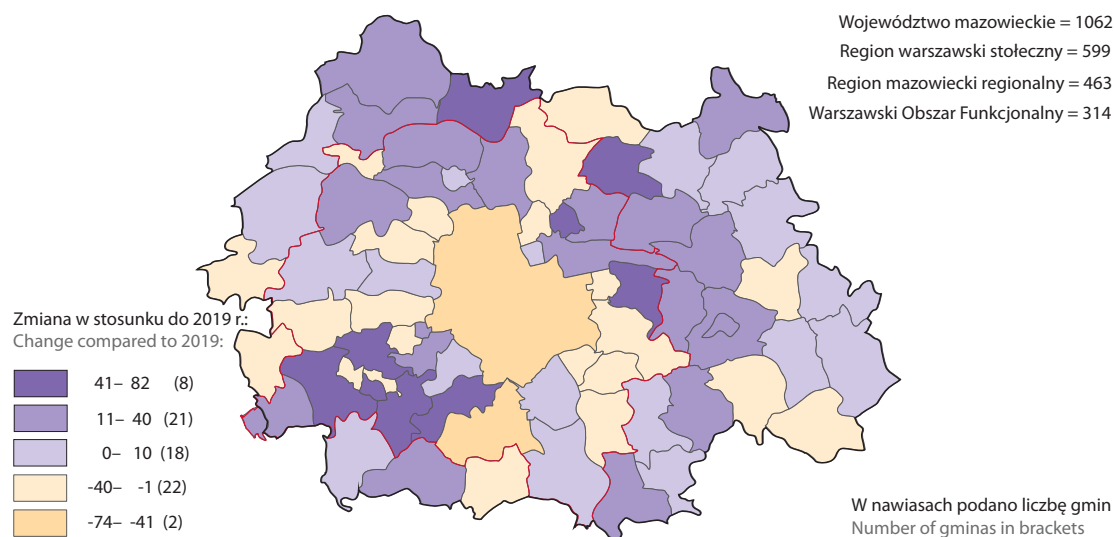 Województwo mazowieckie = 1062
Region warszawski stołeczny = 599
Region mazowiecki regionalny = 463
Warszawski Obszar Funkcjonalny = 314
Zmiana w stosunku do 2019 r.:
Change compared to 2019:
41– 82 (8)
11– 40 (21)
0– 10 (18)
-40– -1 (22)
-74– -41 (2)
W nawiasach podano liczbę gmin
Number of gminas in brackets